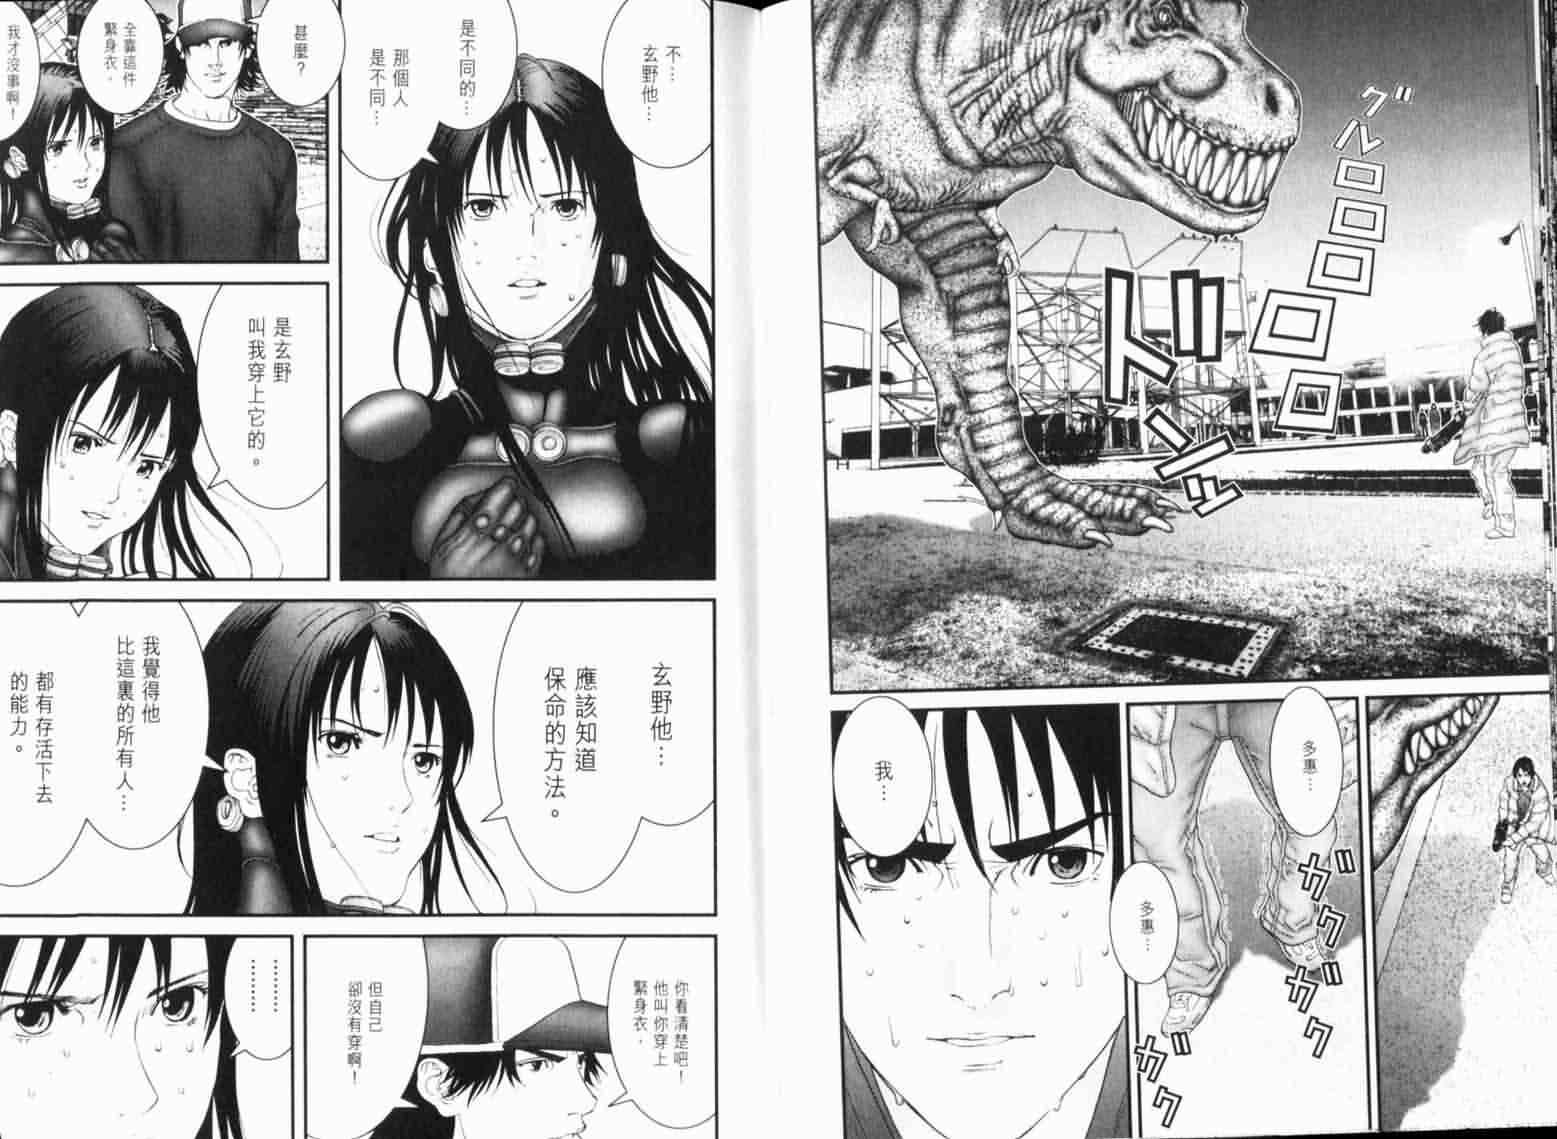 グルロロロロロ
ドンッ
多惠…
ガクガク
多惠…
ガクガク
我…
不…
玄野他…
是不同的…
那個人
是不同…
甚麼？
全靠這件
緊身衣，
我才沒事啊！
是玄野
叫我穿上它的。
玄野他…
應該知道
保命的方法。
我覺得他
比這裏的所有人…
都有存活下去
的能力。
你看清楚吧！
他叫你穿上
緊身衣，
但自己
卻沒有穿啊！
………
………